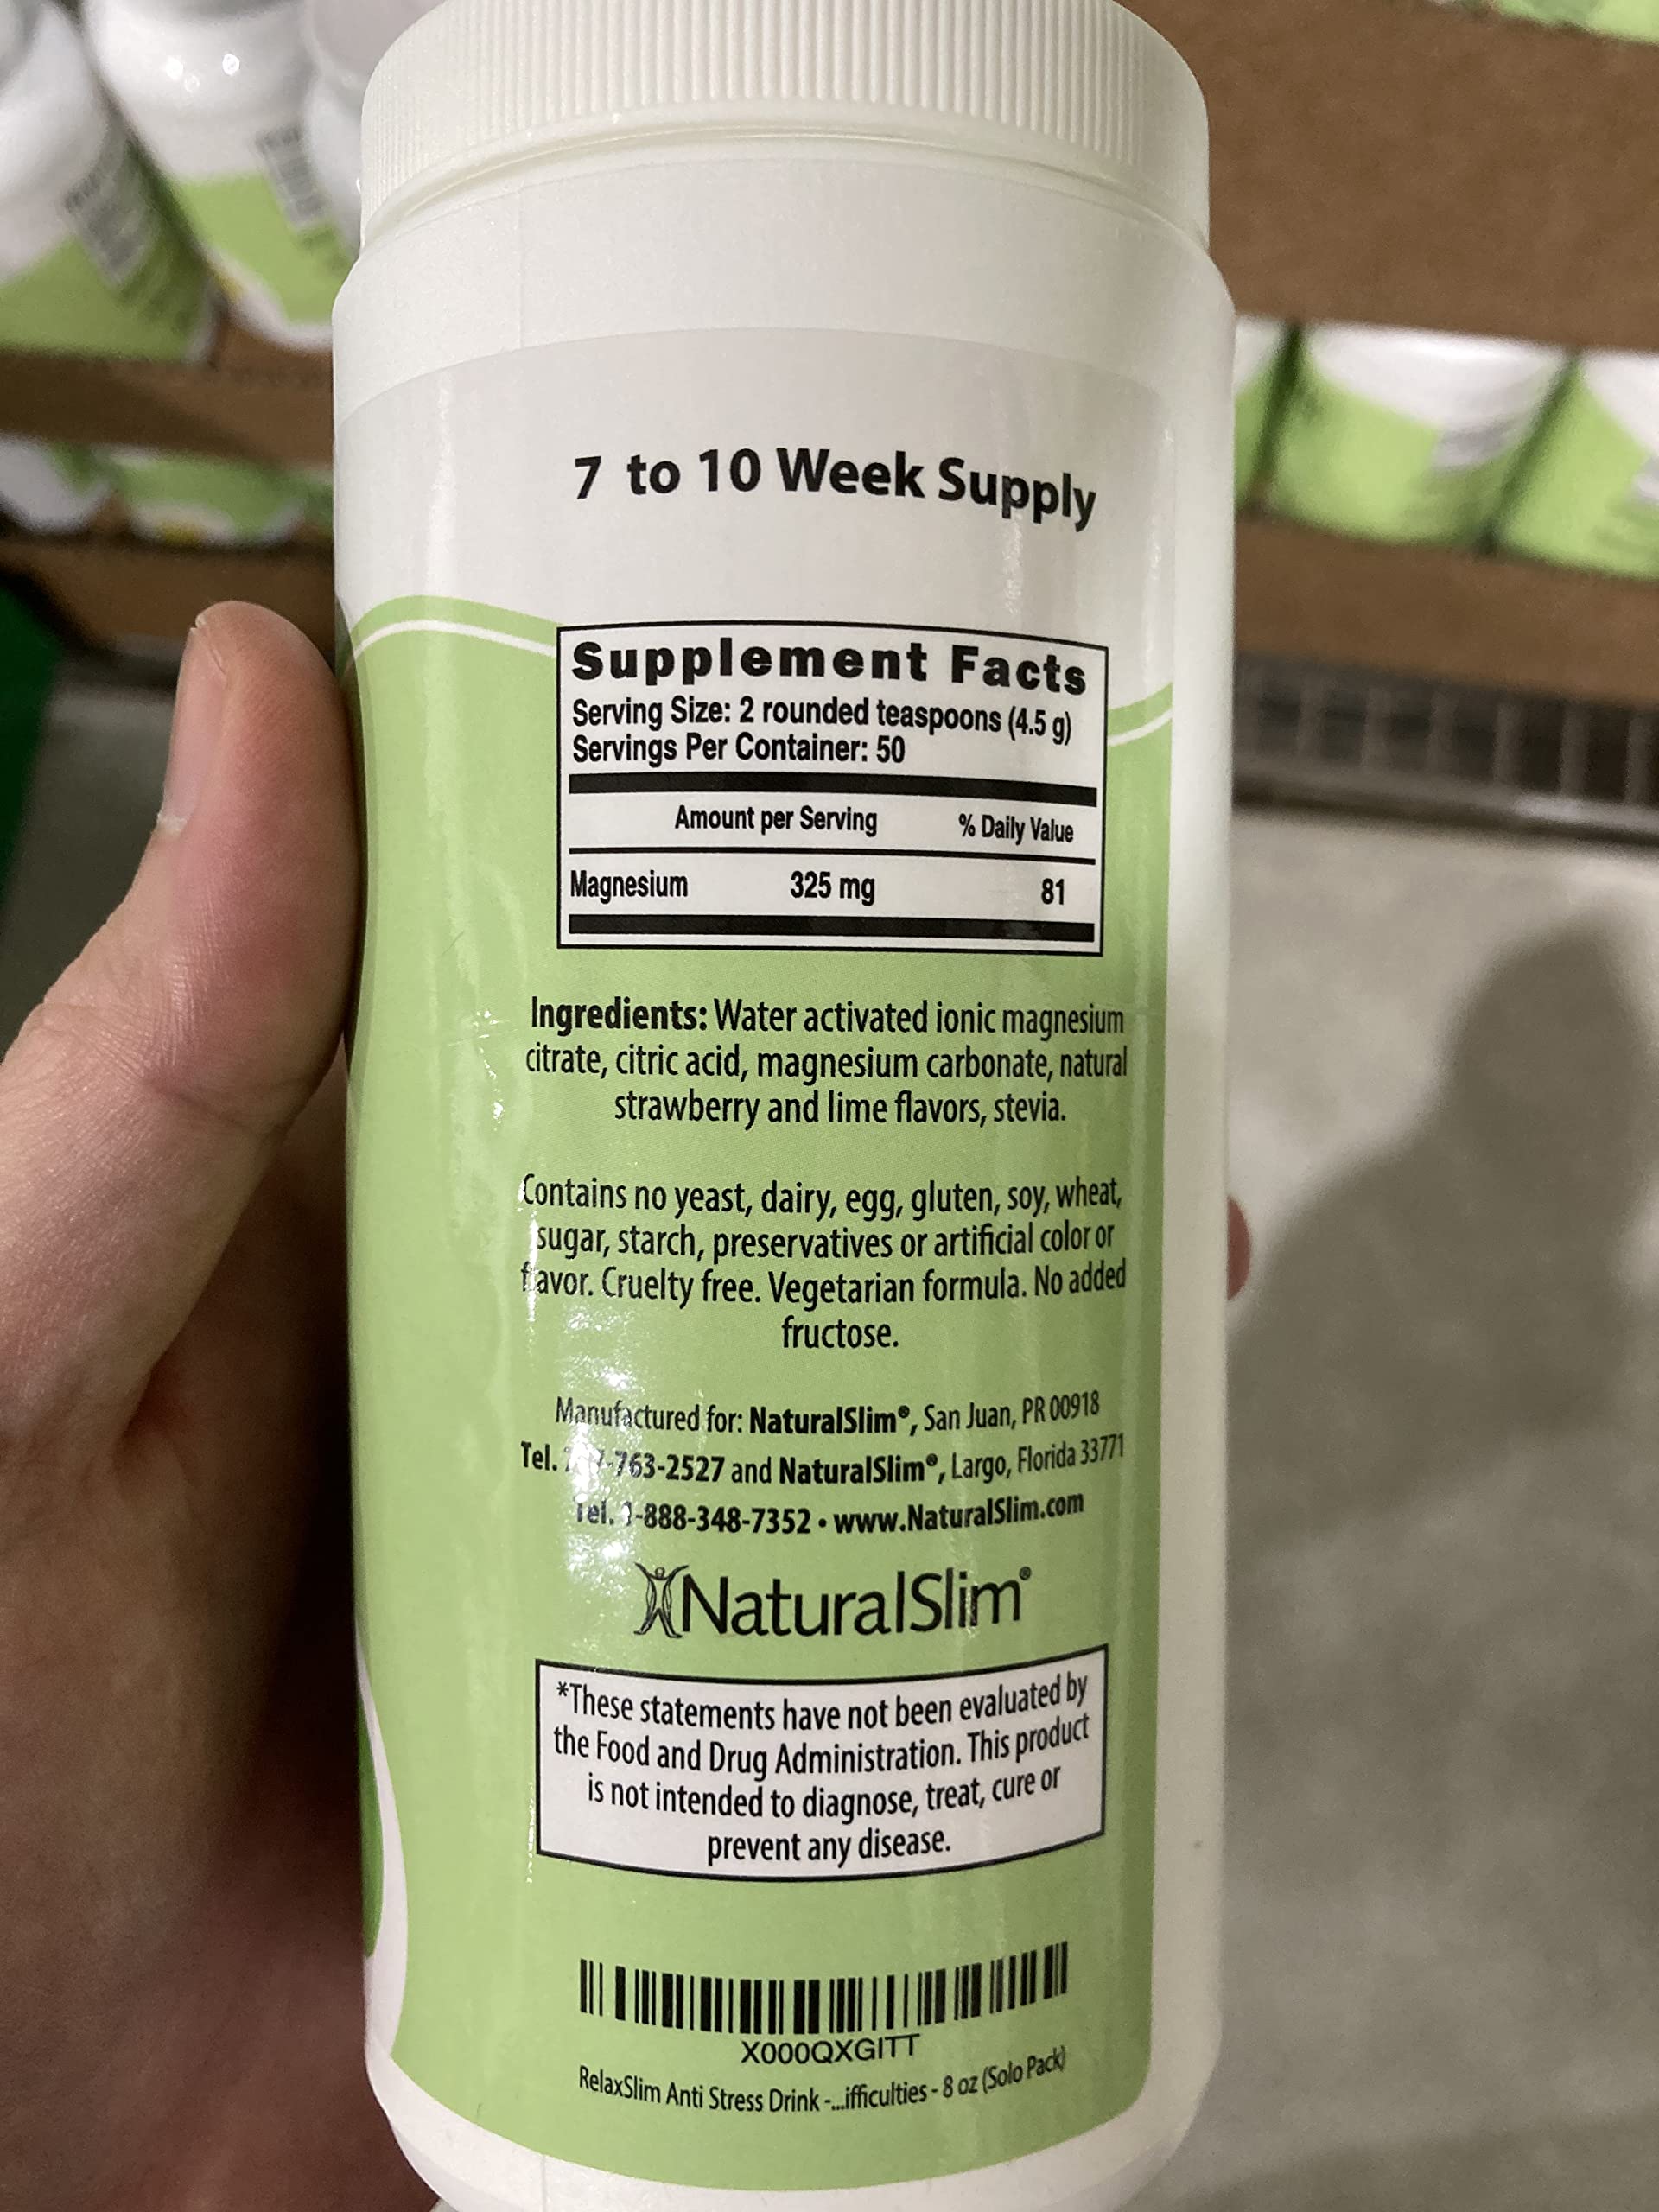 7 to 10 Week Supply
Supplement Facts
Serving Size: 2 rounded teaspoons (4.5 g)
Servings Per Container: 50
Amount per Serving % Daily Value
Magnesium 325 mg 81
Ingredients: Water activated ionic magnesium
citrate, citric acid, magnesium carbonate, natural
strawberry and lime flavors, stevia.
Contains no yeast, dairy, egg, gluten, soy, wheat,
sugar, starch, preservatives or artificial color or
flavor. Cruelty free. Vegetarian formula. No added
fructose.
Manufactured for: NaturalSlim®, San Juan, PR 00918
Tel. -763-2527 and NaturalSlim®, Largo, Florida 33771
Tel. 1-888-348-7352 • www.NaturalSlim.com
NaturalSlim®
*These statements have not been evaluated by
the Food and Drug Administration. This product
is not intended to diagnose, treat, cure or
prevent any disease.
X000QXGITT
RelaxSlim Anti Stress Drink -...ifficulties - 8 oz (Solo Pack)